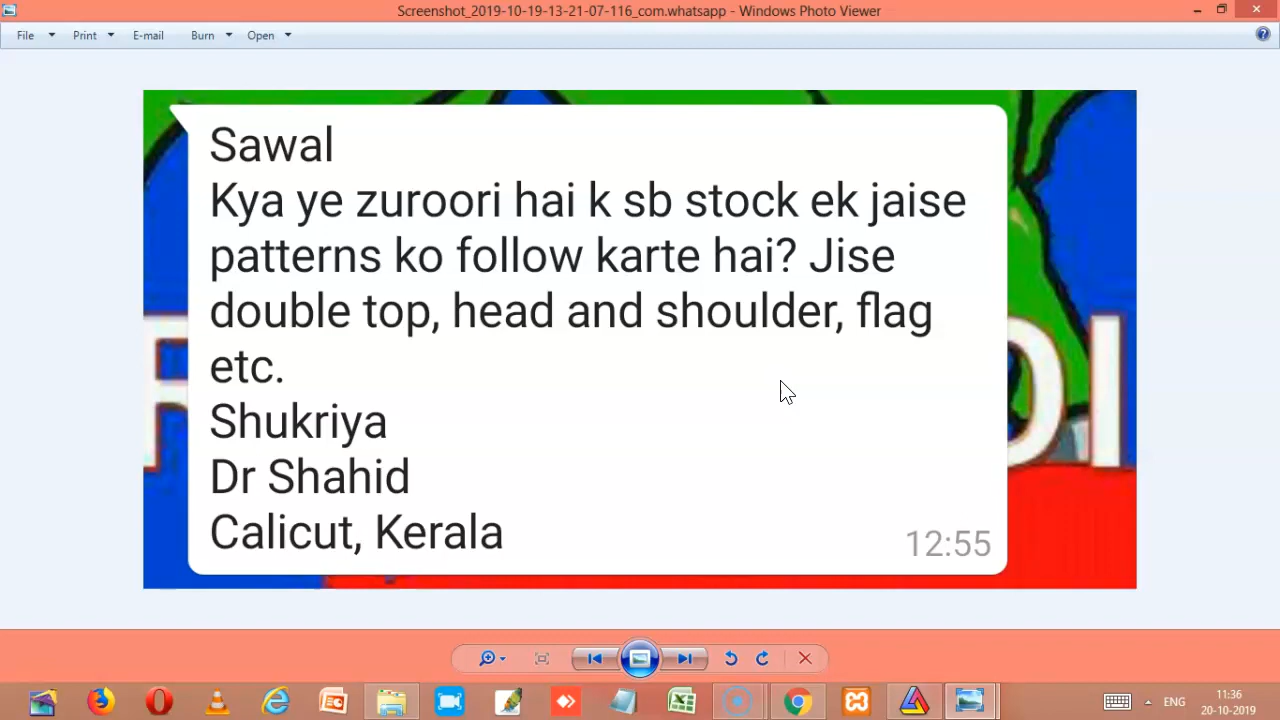 Screenshot_2019-10-19-13-21-07-116_com.whatsapp - Windows Photo Viewer
File Print E-mail Burn Open
Sawal
Kya ye zuroori hai k sb stock ek jaise
patterns ko follow karte hai? Jise
double top, head and shoulder, flag
etc.
Shukriya
Dr Shahid
Calicut, Kerala
12:55
ENG
11:36
20-10-2019